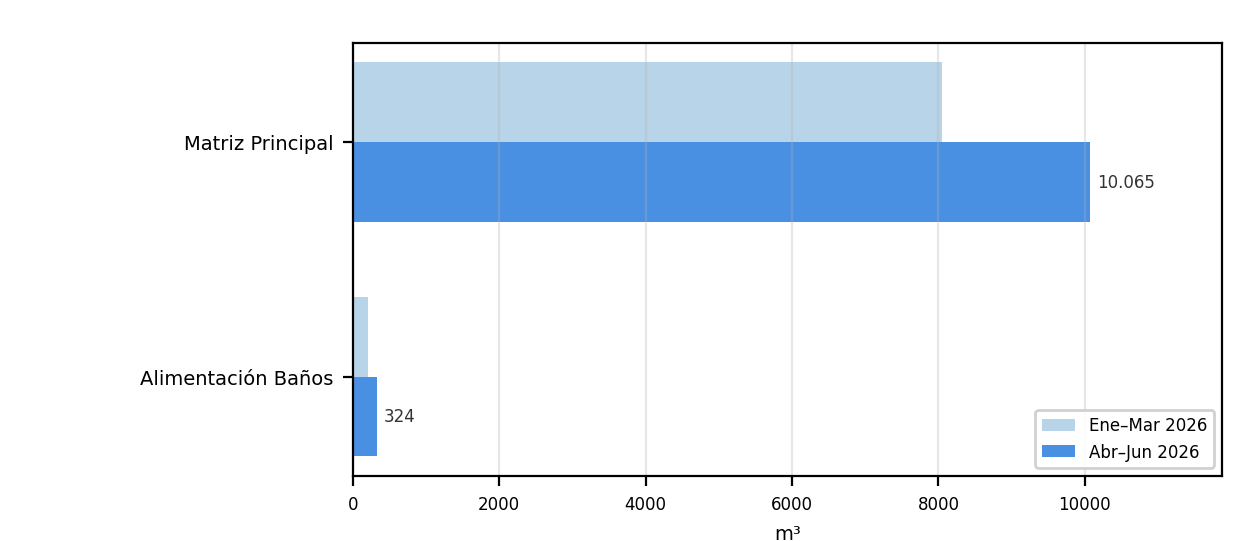 Matriz Principal
10.065
Alimentación Baños
324
Ene–Mar 2026
Abr–Jun 2026
0 2000 4000 6000 8000 10000
m³